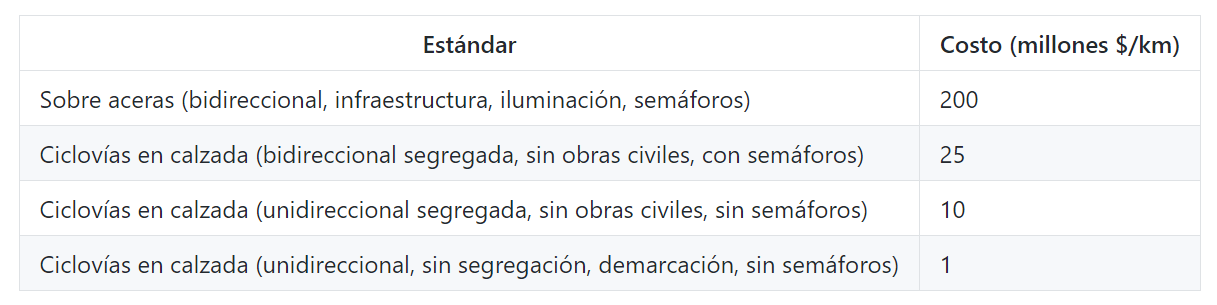 Estándar Costo (millones $/km)
Sobre aceras (bidireccional, infraestructura, iluminación, semáforos) 200
Ciclovías en calzada (bidireccional segregada, sin obras civiles, con semáforos) 25
Ciclovías en calzada (unidireccional segregada, sin obras civiles, sin semáforos) 10
Ciclovías en calzada (unidireccional, sin segregación, demarcación, sin semáforos) 1